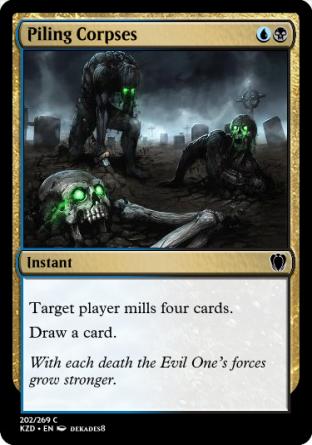 Piling Corpses
Instant
Target player mills four cards.
Draw a card.
With each death the Evil One's forces
grow stronger.
202/269 C
KZD • EN DEKADES8